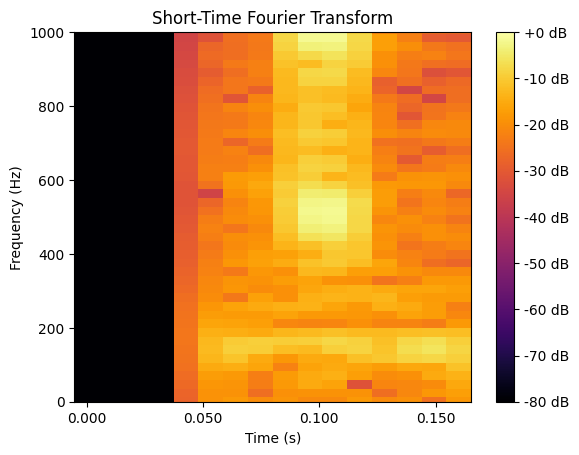 Short-Time Fourier Transform
1000
800
600
400
200
0
Frequency (Hz)
0.000
0.050
0.100
0.150
Time (s)
+0 dB
-10 dB
-20 dB
-30 dB
-40 dB
-50 dB
-60 dB
-70 dB
-80 dB